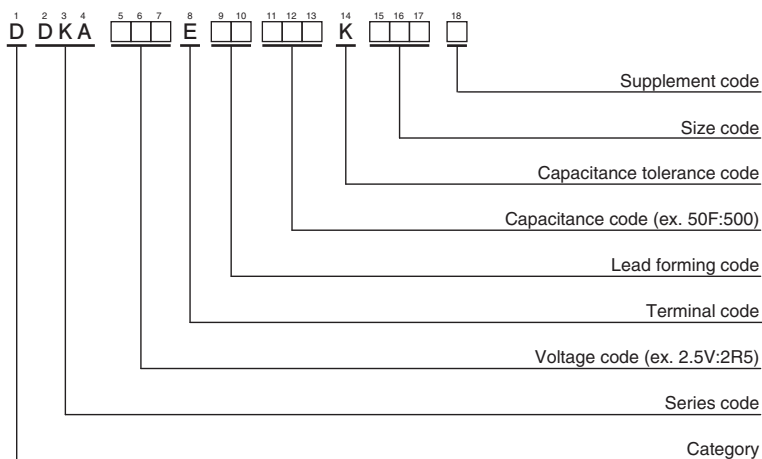 1 2 3 4 5 6 7 8 9 10 11 12 13 14 15 16 17 18
D DKA E K
Supplement code
Size code
Capacitance tolerance code
Capacitance code (ex. 50F:500)
Lead forming code
Terminal code
Voltage code (ex. 2.5V:2R5)
Series code
Category